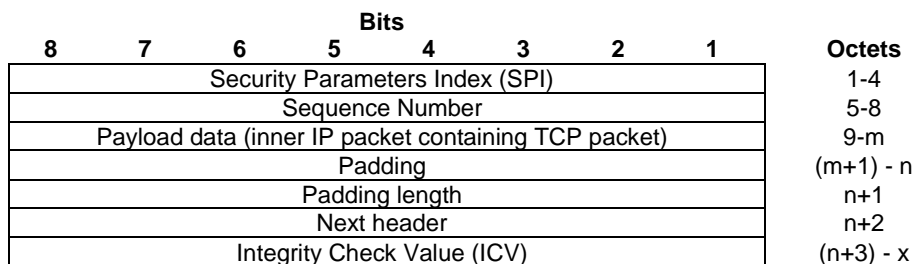 Bits
8 7 6 5 4 3 2 1 Octets
Security Parameters Index (SPI) 1-4
Sequence Number 5-8
Payload data (inner IP packet containing TCP packet) 9-m
Padding (m+1) - n
Padding length n+1
Next header n+2
Integrity Check Value (ICV) (n+3) - x